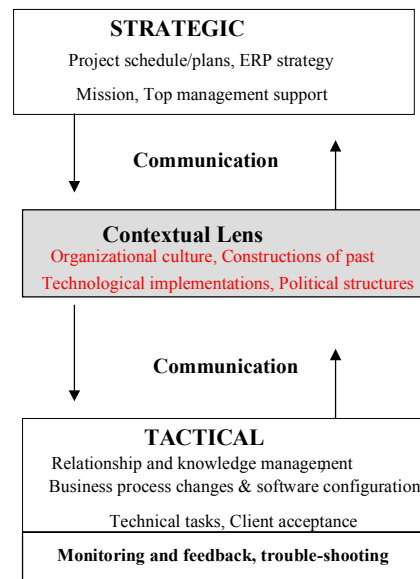 STRATEGIC
Project schedule/plans, ERP strategy
Mission, Top management support
Communication
Contextual Lens
Organizational culture, Constructions of past
Technological implementations, Political structures
Communication
TACTICAL
Relationship and knowledge management,
Business process changes & software configuration
Technical tasks, Client acceptance
Monitoring and feedback, trouble-shooting